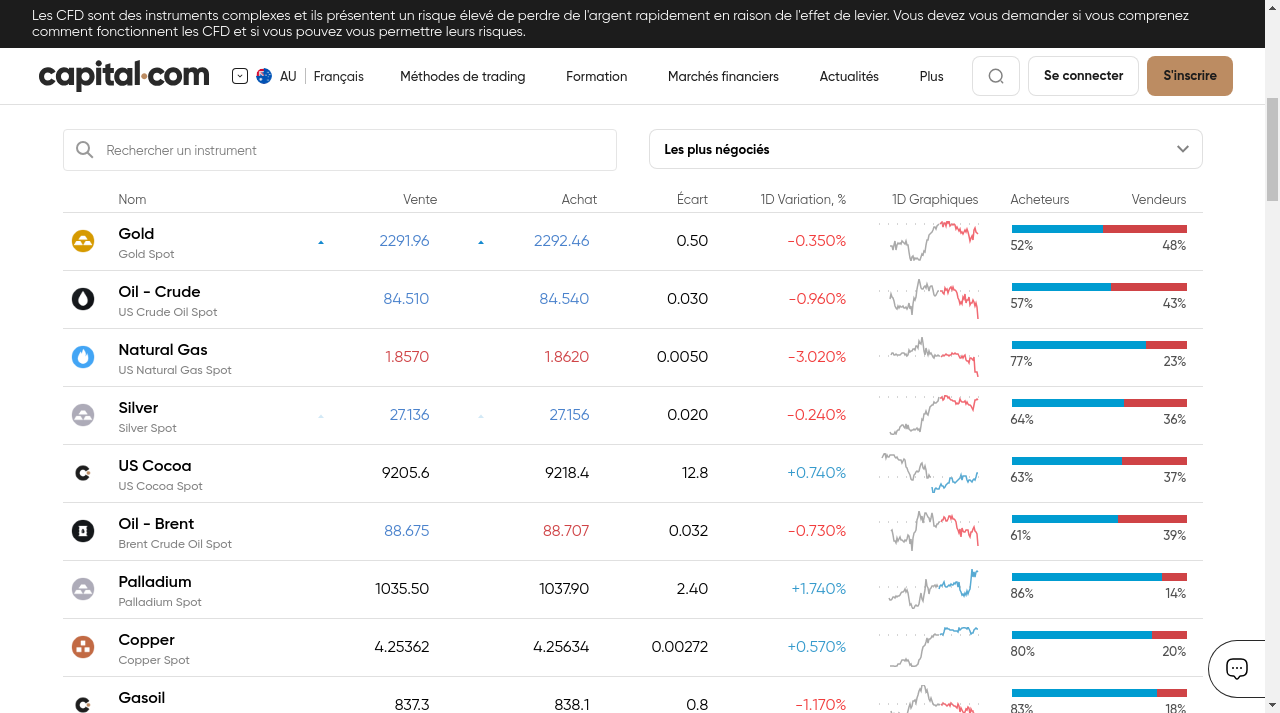 Les CFD sont des instruments complexes et ils présentent un risque élevé de perdre de l'argent rapidement en raison de l'effet de levier. Vous devez vous demander si vous comprenez
comment fonctionnent les CFD et si vous pouvez vous permettre leurs risques.
capital.com AU Français Méthodes de trading Formation Marchés financiers Actualités Plus Se connecter S'inscrire
Rechercher un instrument Les plus négociés
Nom Vente Achat Écart 1D Variation, % 1D Graphiques Acheteurs Vendeurs
Gold 2291.96 2292.46 0.50 -0.350%
Gold Spot 52% 48%
Oil - Crude 84.510 84.540 0.030 -0.960%
US Crude Oil Spot 57% 43%
Natural Gas 1.8570 1.8620 0.0050 -3.020%
US Natural Gas Spot 77% 23%
Silver 27.136 27.156 0.020 -0.240%
Silver Spot 64% 36%
US Cocoa 9205.6 9218.4 12.8 +0.740%
US Cocoa Spot 63% 37%
Oil - Brent 88.675 88.707 0.032 -0.730%
Brent Crude Oil Spot 61% 39%
Palladium 1035.50 1037.90 2.40 +1.740%
Palladium Spot 86% 14%
Copper 4.25362 4.25634 0.00272 +0.570%
Copper Spot 80% 20%
Gasoil 837.3 838.1 0.8 -1.170%
83% 18%